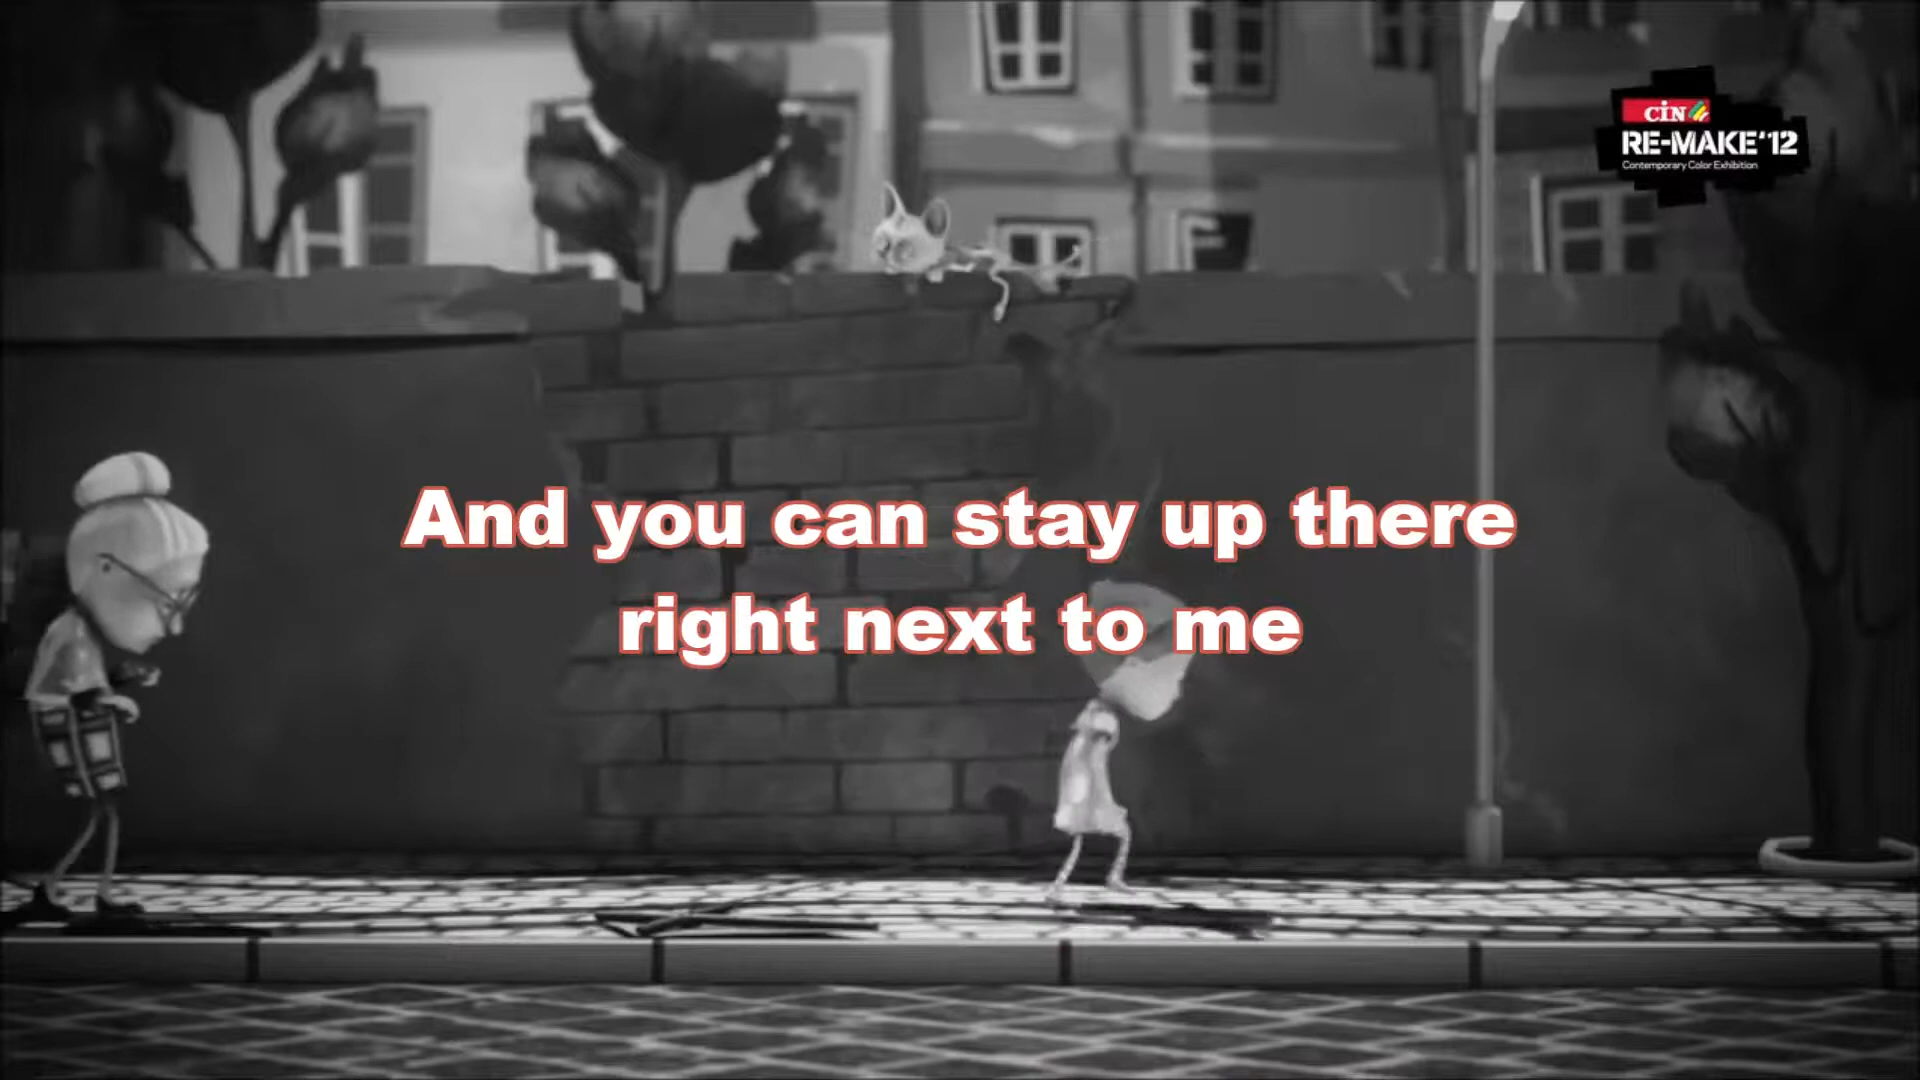 CIN
RE-MAKE'12
Contemporary Color Exhibition
And you can stay up there
right next to me